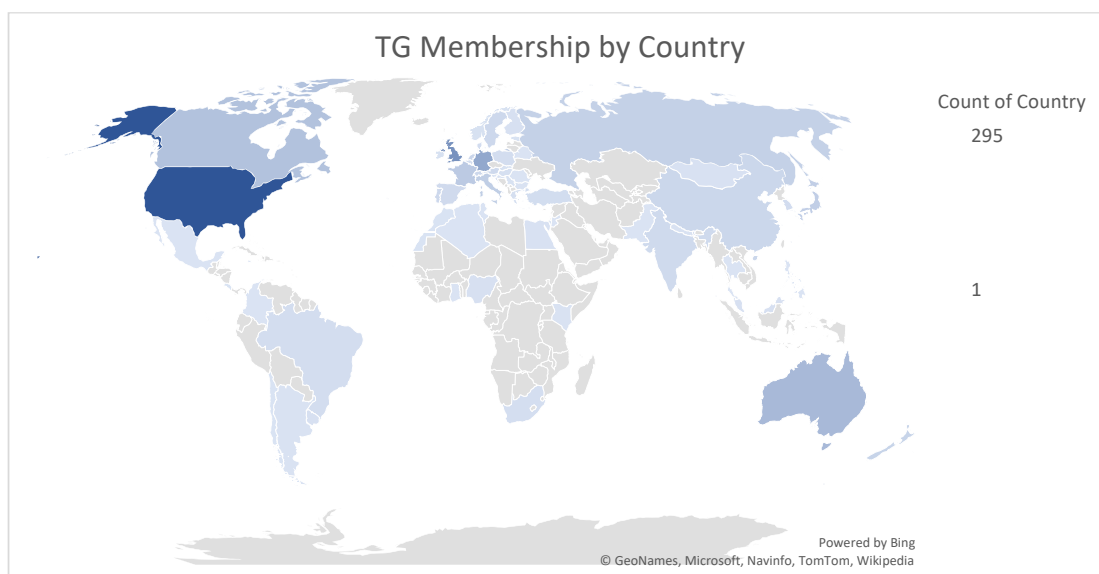 TG Membership by Country
Count of Country
295
1
Powered by Bing
© GeoNames, Microsoft, Navinfo, TomTom, Wikipedia